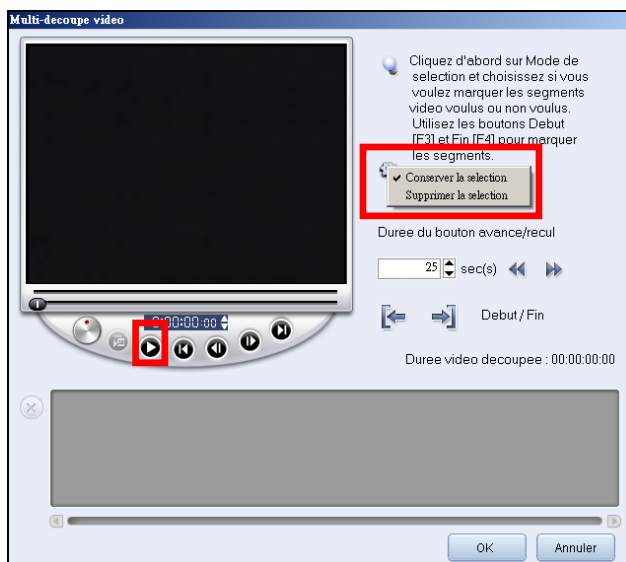 Multi-decoupe video
Cliquez d'abord sur Mode de
selection et choisissez si vous
voulez marquer les segments
video voulus ou non voulus.
Utilisez les boutons Debut
[F3] et Fin [F4] pour marquer
les segments.
Conserver la selection
Supprimer la selection
Duree du bouton avance/recul
25 sec(s)
0:00:00:00
Debut / Fin
Duree video decoupee : 00:00:00:00
OK
Annuler